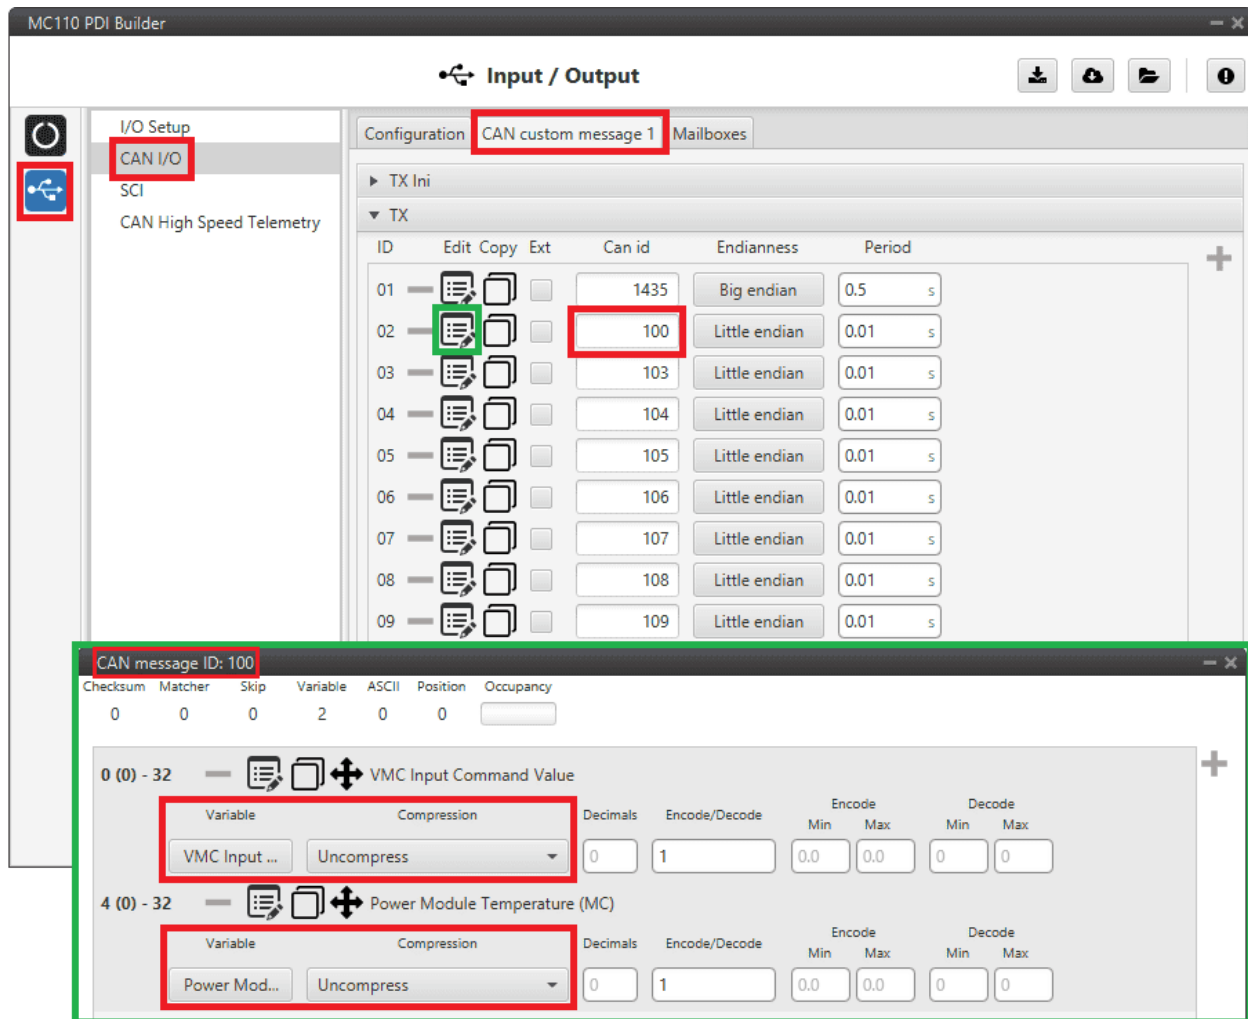 MC110 PDI Builder
Input / Output
I/O Setup
CAN I/O
SCI
CAN High Speed Telemetry
Configuration CAN custom message 1 Mailboxes
TX Ini
TX
ID Edit Copy Ext Can id Endianness Period
01 1435 Big endian 0.5 s
02 100 Little endian 0.01 s
03 103 Little endian 0.01 s
04 104 Little endian 0.01 s
05 105 Little endian 0.01 s
06 106 Little endian 0.01 s
07 107 Little endian 0.01 s
08 108 Little endian 0.01 s
09 109 Little endian 0.01 s
CAN message ID: 100
Checksum Matcher Skip Variable ASCII Position Occupancy
0 0 0 2 0 0
0 (0) - 32 VMC Input Command Value
Variable Compression Decimals Encode/Decode Encode Decode
Min Max Min Max
VMC Input ... Uncompress 0 1 0.0 0.0 0 0
4 (0) - 32 Power Module Temperature (MC)
Variable Compression Decimals Encode/Decode Encode Decode
Min Max Min Max
Power Mod... Uncompress 0 1 0.0 0.0 0 0